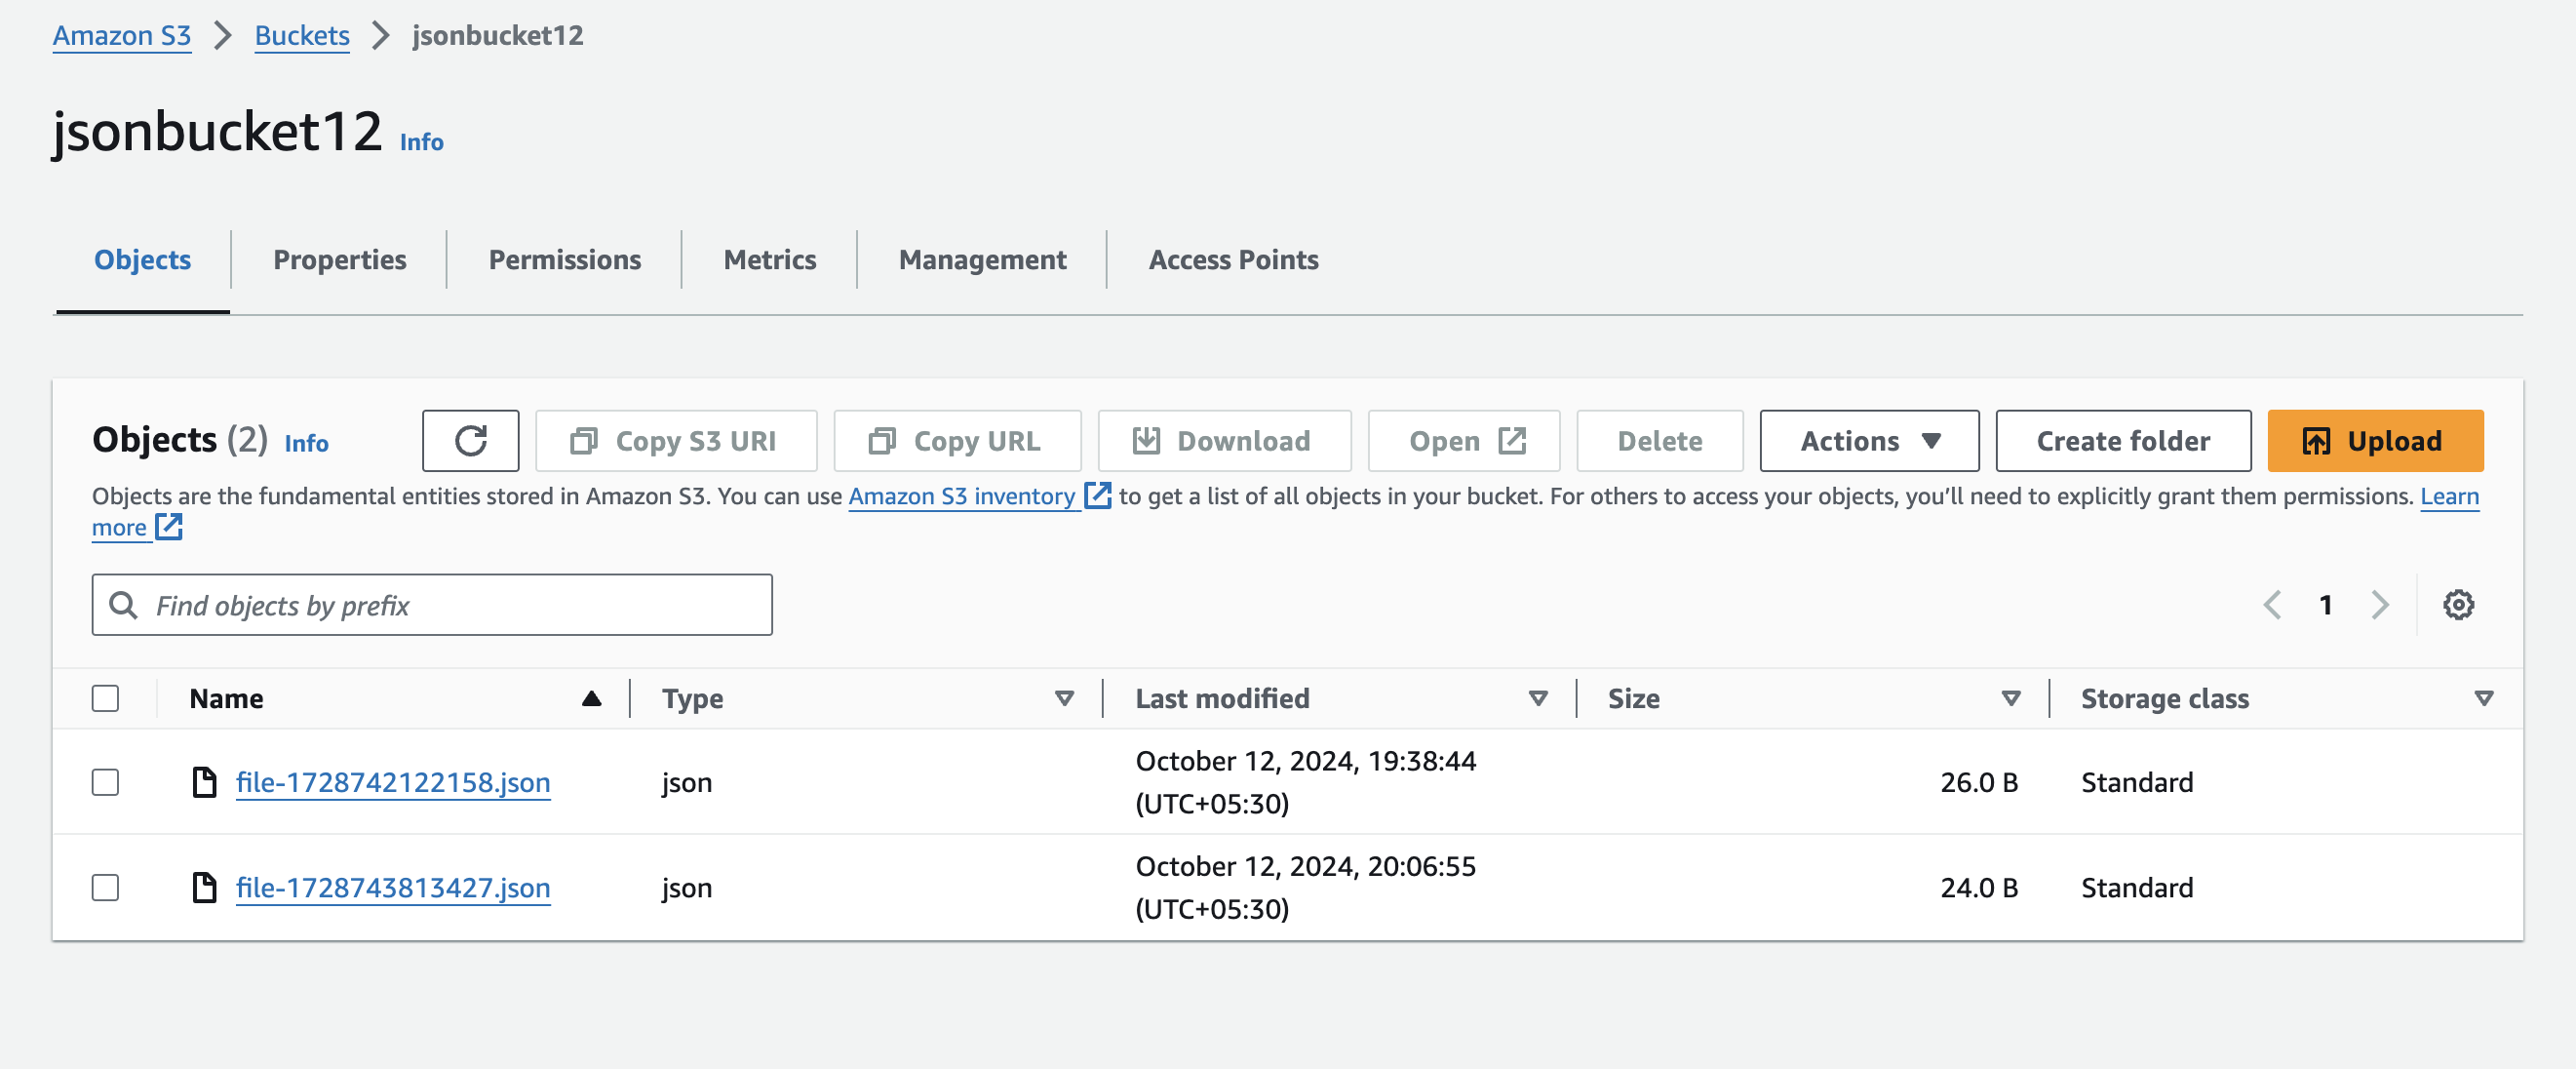 Amazon S3 > Buckets > jsonbucket12
jsonbucket12 Info
Objects Properties Permissions Metrics Management Access Points
Objects (2) Info Copy S3 URI Copy URL Download Open Delete Actions Create folder Upload
Objects are the fundamental entities stored in Amazon S3. You can use Amazon S3 inventory to get a list of all objects in your bucket. For others to access your objects, you’ll need to explicitly grant them permissions. Learn
more
Find objects by prefix
1
Name Type Last modified Size Storage class
file-1728742122158.json json October 12, 2024, 19:38:44 26.0 B Standard
(UTC+05:30)
file-1728743813427.json json October 12, 2024, 20:06:55 24.0 B Standard
(UTC+05:30)